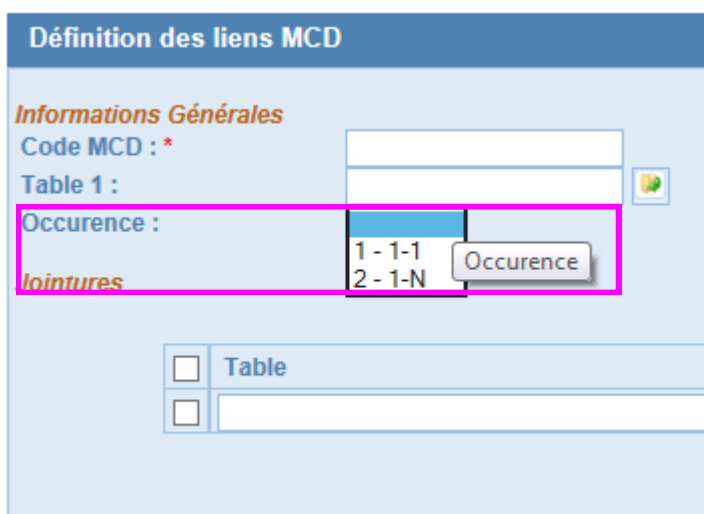 Définition des liens MCD
Informations Générales
Code MCD : *
Table 1 :
Occurence :
1 - 1-1
2 - 1-N
Occurence
Jointures
Table